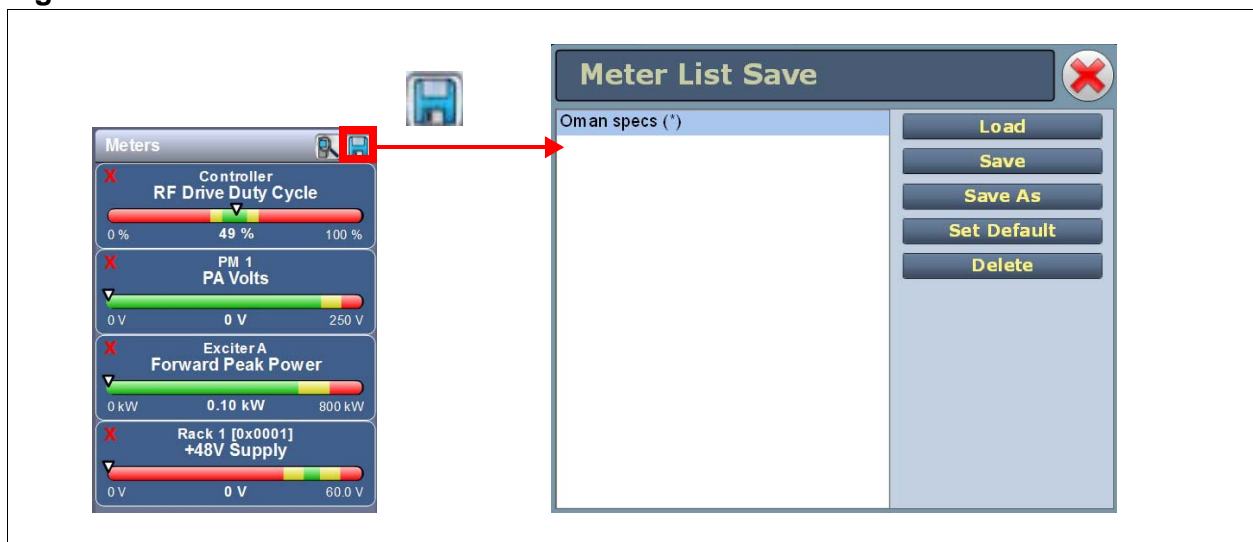 Meters
X
Controller
RF Drive Duty Cycle
0 %
49 %
100 %
X
PM 1
PA Volts
0 V
0 V
250 V
X
Exciter A
Forward Peak Power
0 kW
0.10 kW
800 kW
X
Rack 1 [0x0001]
+48V Supply
0 V
0 V
60.0 V
Meter List Save
Oman specs (*)
Load
Save
Save As
Set Default
Delete